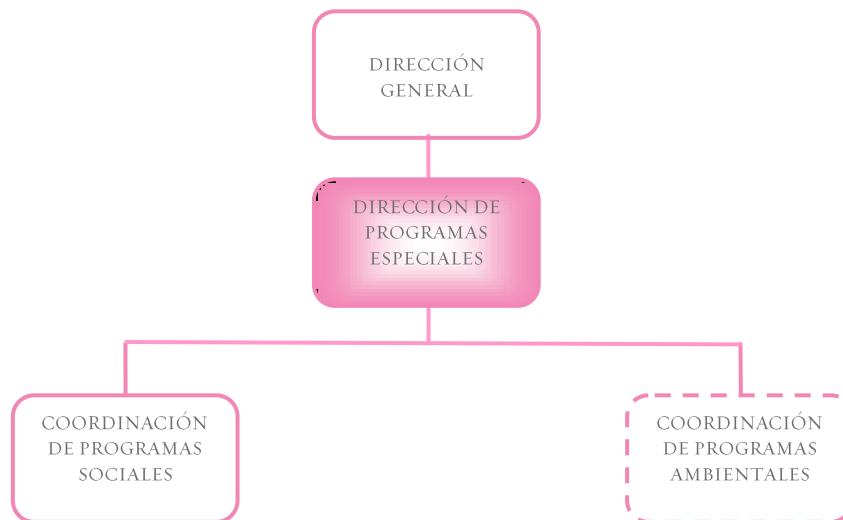 DIRECCIÓN
GENERAL
DIRECCIÓN DE
PROGRAMAS
ESPECIALES
COORDINACIÓN
DE PROGRAMAS
SOCIALES
COORDINACIÓN
DE PROGRAMAS
AMBIENTALES